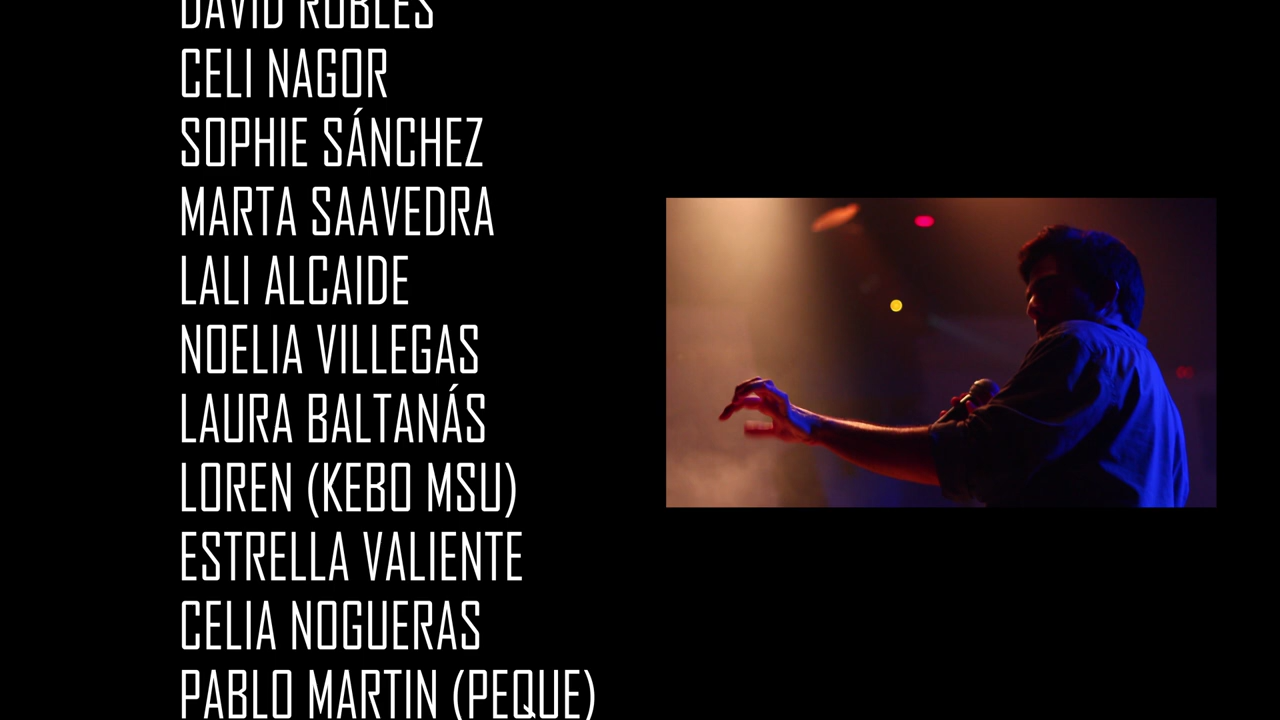 DAVID ROBLES
CELI NAGOR
SOPHIE SÁNCHEZ
MARTA SAAVEDRA
LALI ALCAIDE
NOELIA VILLEGAS
LAURA BALTANÁS
LOREN (KEBO MSU)
ESTRELLA VALIENTE
CELIA NOGUERAS
PABLO MARTIN (PEQUE)